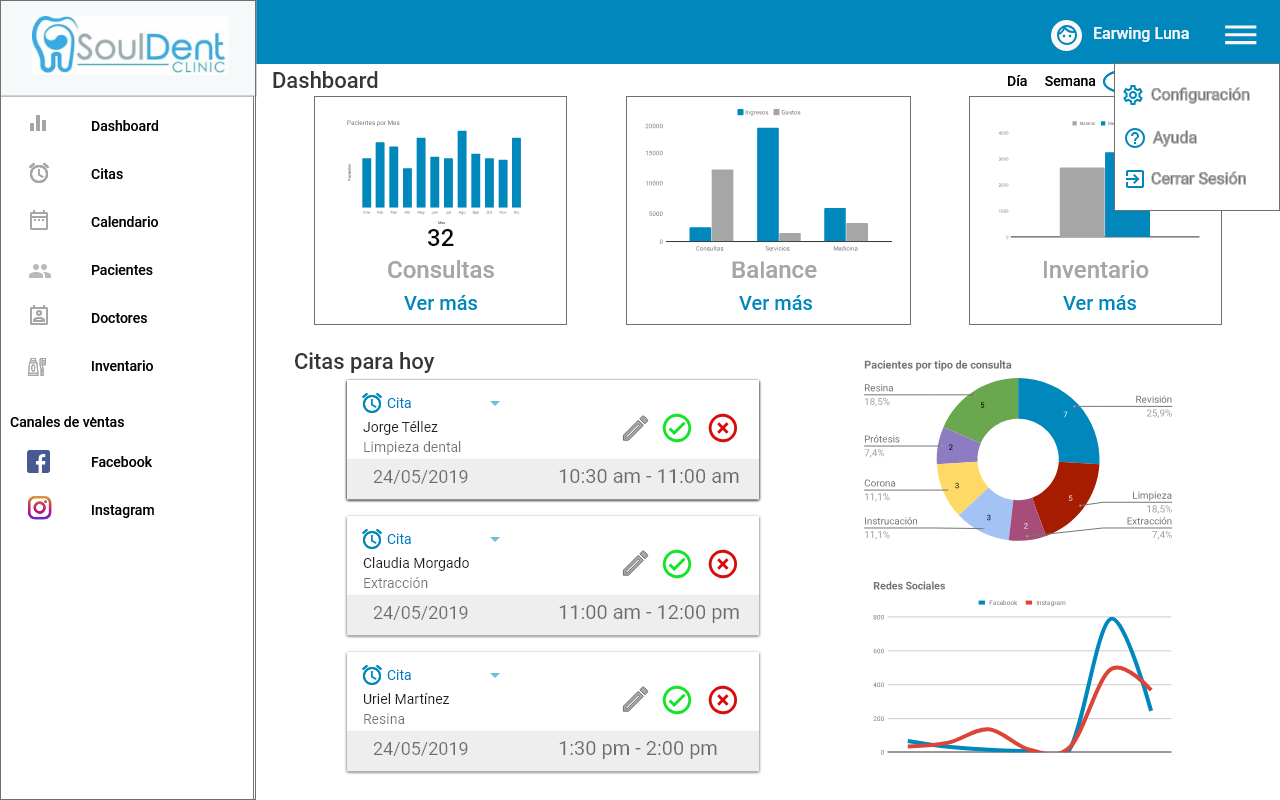 SoulDent
CLINIC
Earwing Luna
Dashboard
Día Semana
Configuración
Ayuda
Cerrar Sesión
Dashboard
Citas
Calendario
Pacientes
Doctores
Inventario
Canales de ventas
Facebook
Instagram
Pacientes por Mes
Pacientes
Ene Feb Mar Abr May Jun Jul Ago Sep Oct Nov Dic
Mes
32
Consultas
Ver más
Ingresos Gastos
20000
15000
10000
5000
0
Consultas Servicios Medicina
Balance
Ver más
4000
3000
2000
1000
0
Inventario
Ver más
Citas para hoy
Cita
Jorge Téllez
Limpieza dental
24/05/2019 10:30 am - 11:00 am
Cita
Claudia Morgado
Extracción
24/05/2019 11:00 am - 12:00 pm
Cita
Uriel Martínez
Resina
24/05/2019 1:30 pm - 2:00 pm
Pacientes por tipo de consulta
Resina
18,5%
Prótesis
7,4%
Corona
11,1%
Instrucación
11,1%
Revisión
25,9%
Limpieza
18,5%
Extracción
7,4%
5
7
2
3
5
3
2
Redes Sociales
Facebook Instagram
800
600
400
200
0